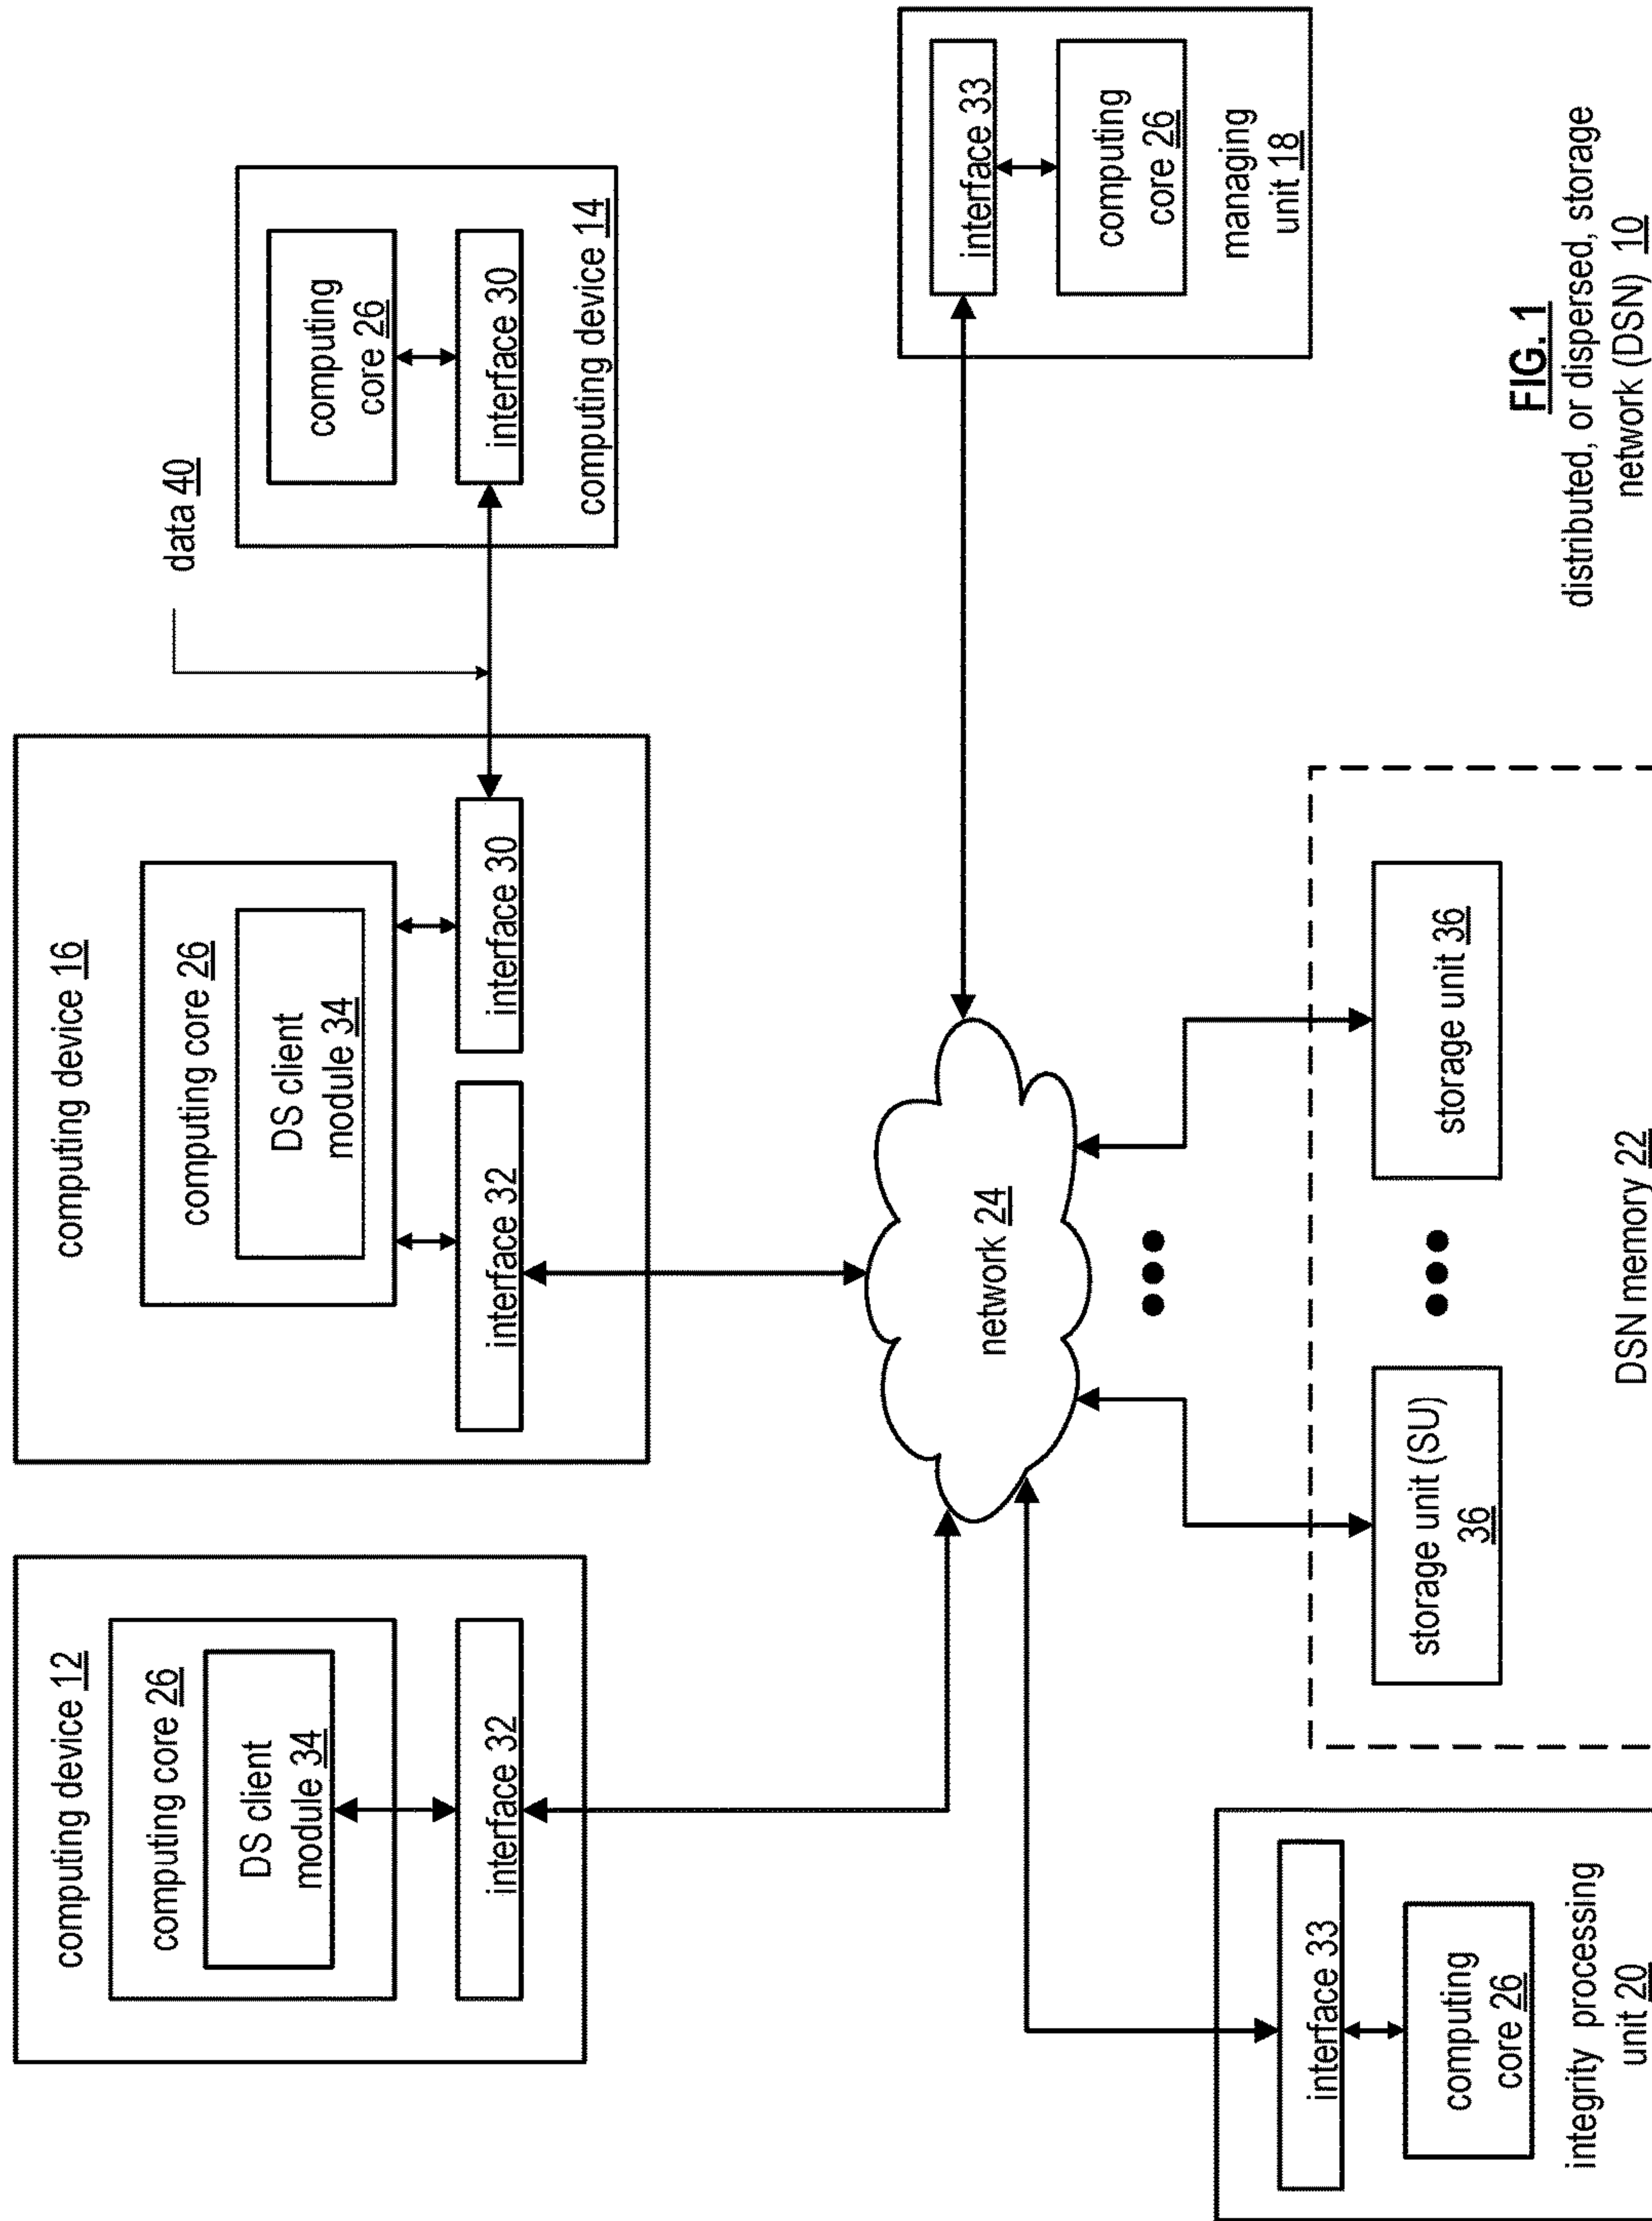 computing device 12
computing core 26
DS client
module 34
interface 32
computing device 16
computing core 26
DS client
module 34
interface 32
interface 30
data 40
computing
core 26
interface 30
computing device 14
network 24
interface 33
computing
core 26
managing
unit 18
interface 33
computing
core 26
integrity processing
unit 20
storage unit (SU)
36
storage unit 36
DSN memory 22
FIG. 1
distributed, or dispersed, storage
network (DSN) 10